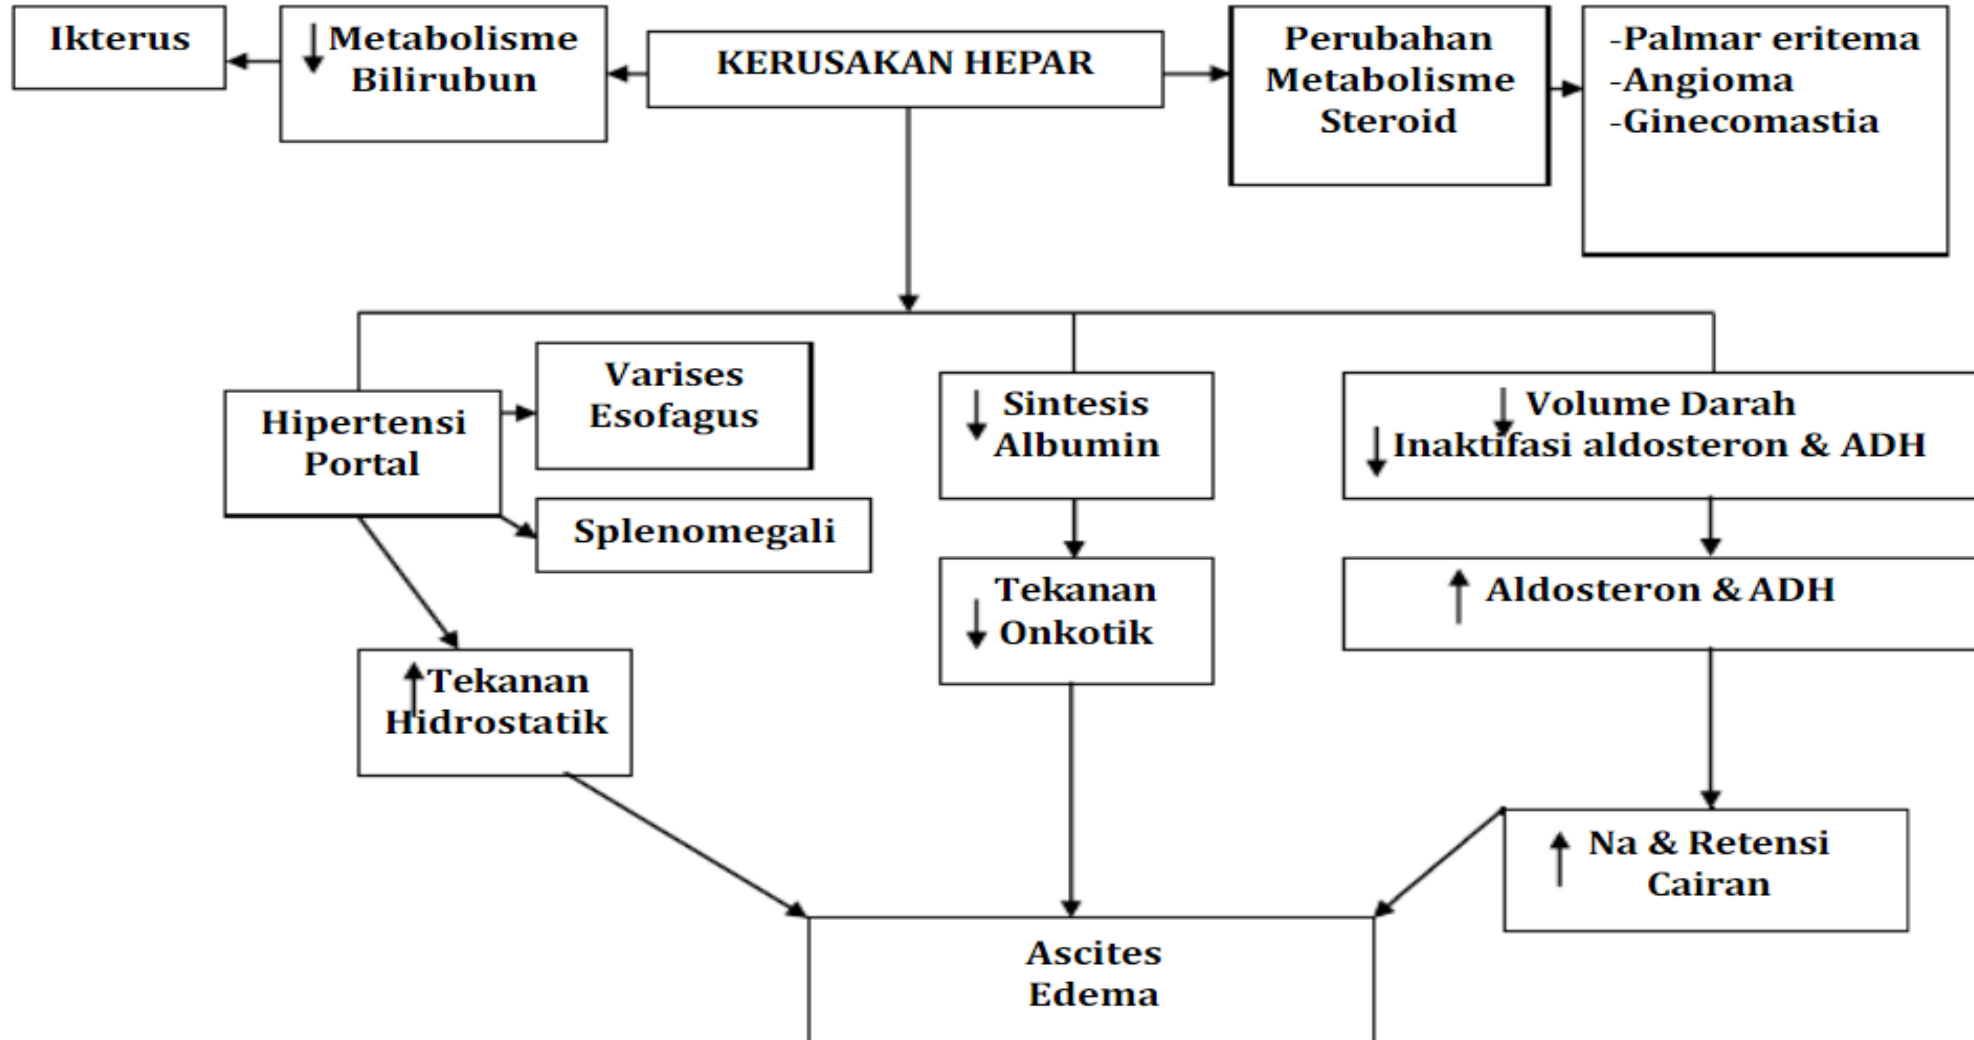 Ikterus
↓ Metabolisme
Bilirubun
KERUSAKAN HEPAR
Perubahan
Metabolisme
Steroid
-Palmar eritema
-Angioma
-Ginecomastia
Hipertensi
Portal
Varises
Esofagus
Splenomegali
↓ Sintesis
Albumin
↓ Volume Darah
↓ Inaktifasi aldosteron & ADH
↓ Tekanan
Onkotik
↑ Aldosteron & ADH
↑ Tekanan
Hidrostatik
↑ Na & Retensi
Cairan
Ascites
Edema